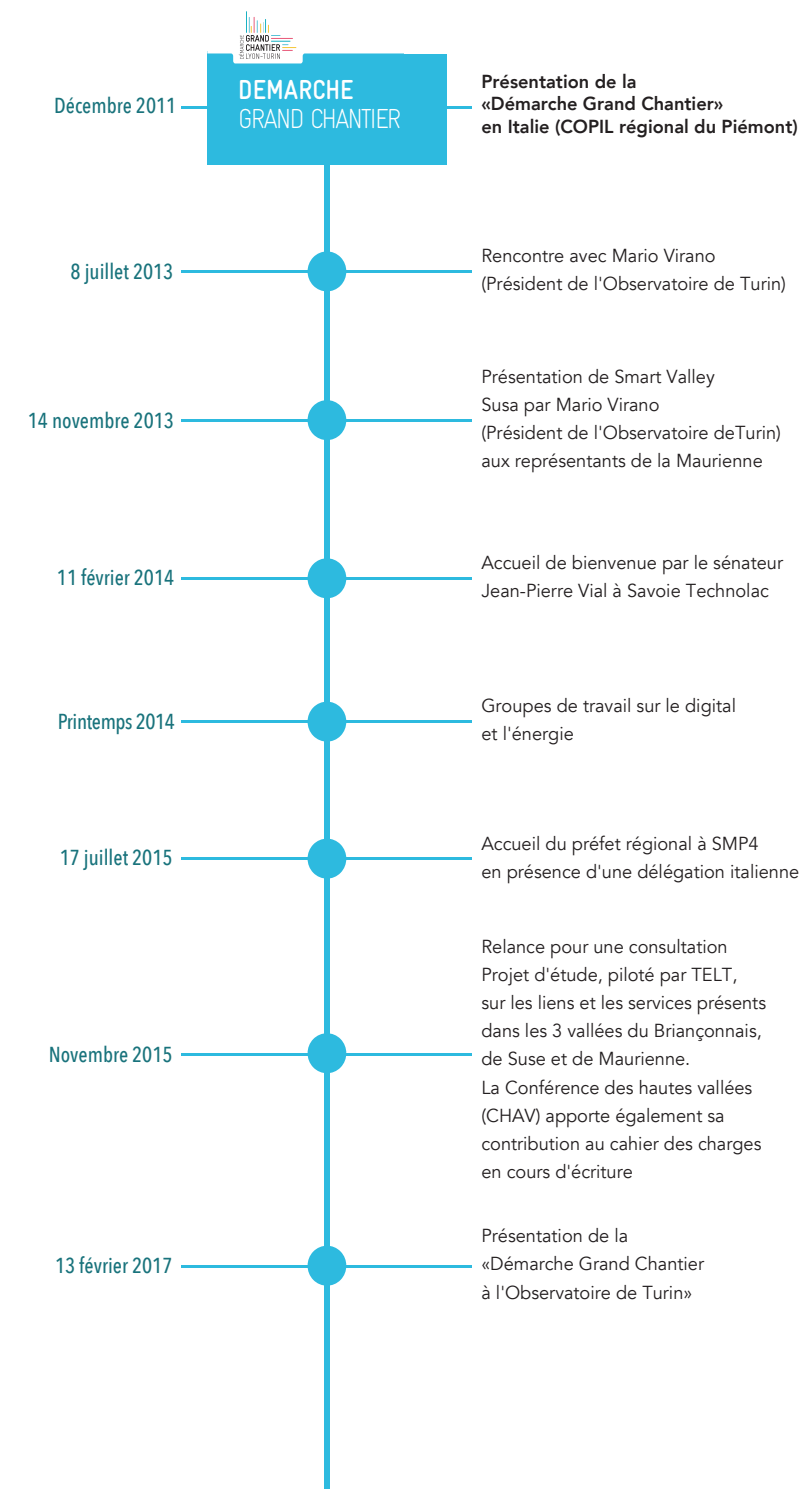 DÉMARCHE
GRAND
CHANTIER
LYON-TURIN
DEMARCHE
GRAND CHANTIER
Décembre 2011
Présentation de la
«Démarche Grand Chantier»
en Italie (COPIL régional du Piémont)
8 juillet 2013
Rencontre avec Mario Virano
(Président de l'Observatoire de Turin)
14 novembre 2013
Présentation de Smart Valley
Susa par Mario Virano
(Président de l'Observatoire deTurin)
aux représentants de la Maurienne
11 février 2014
Accueil de bienvenue par le sénateur
Jean-Pierre Vial à Savoie Technolac
Printemps 2014
Groupes de travail sur le digital
et l'énergie
17 juillet 2015
Accueil du préfet régional à SMP4
en présence d'une délégation italienne
Novembre 2015
Relance pour une consultation
Projet d'étude, piloté par TELT,
sur les liens et les services présents
dans les 3 vallées du Briançonnais,
de Suse et de Maurienne.
La Conférence des hautes vallées
(CHAV) apporte également sa
contribution au cahier des charges
en cours d'écriture
13 février 2017
Présentation de la
«Démarche Grand Chantier
à l'Observatoire de Turin»